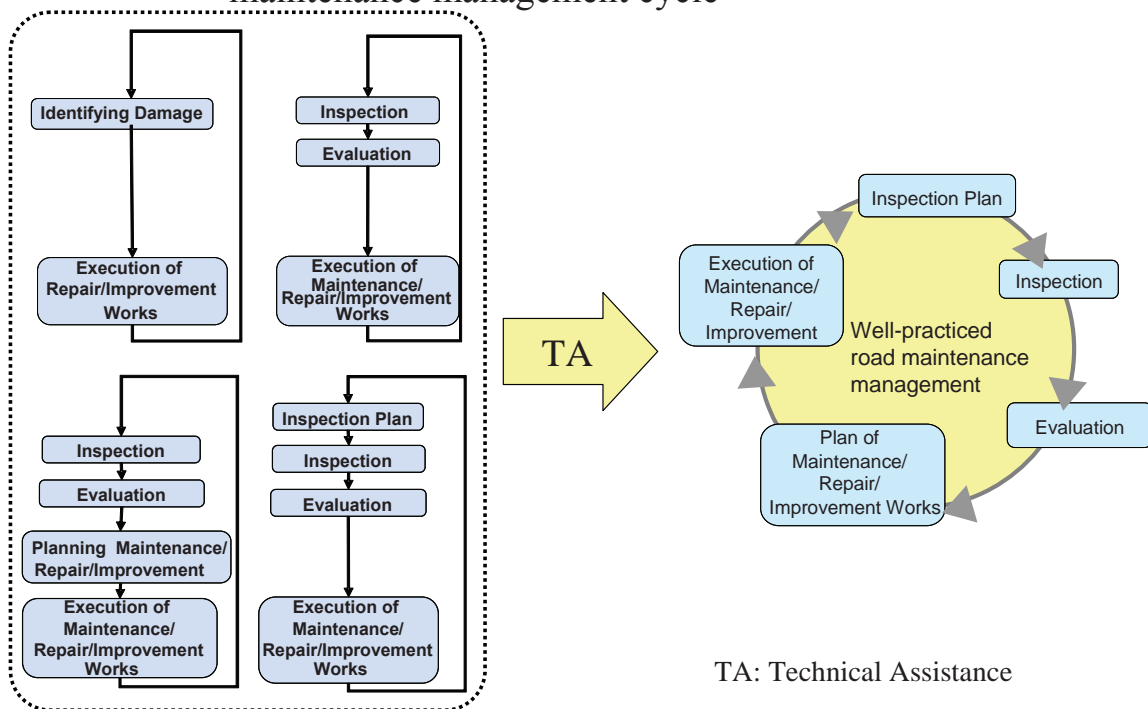 maintenance management cycle
Identifying Damage
Execution of
Repair/Improvement
Works
Inspection
Evaluation
Execution of
Maintenance/
Repair/Improvement
Works
Inspection
Evaluation
Planning Maintenance/
Repair/Improvement
Execution of
Maintenance/
Repair/Improvement
Works
Inspection Plan
Inspection
Evaluation
Execution of
Maintenance/
Repair/Improvement
Works
TA
Inspection Plan
Inspection
Evaluation
Plan of
Maintenance/
Repair/
Improvement Works
Execution of
Maintenance/
Repair/
Improvement
Well-practiced
road maintenance
management
TA: Technical Assistance